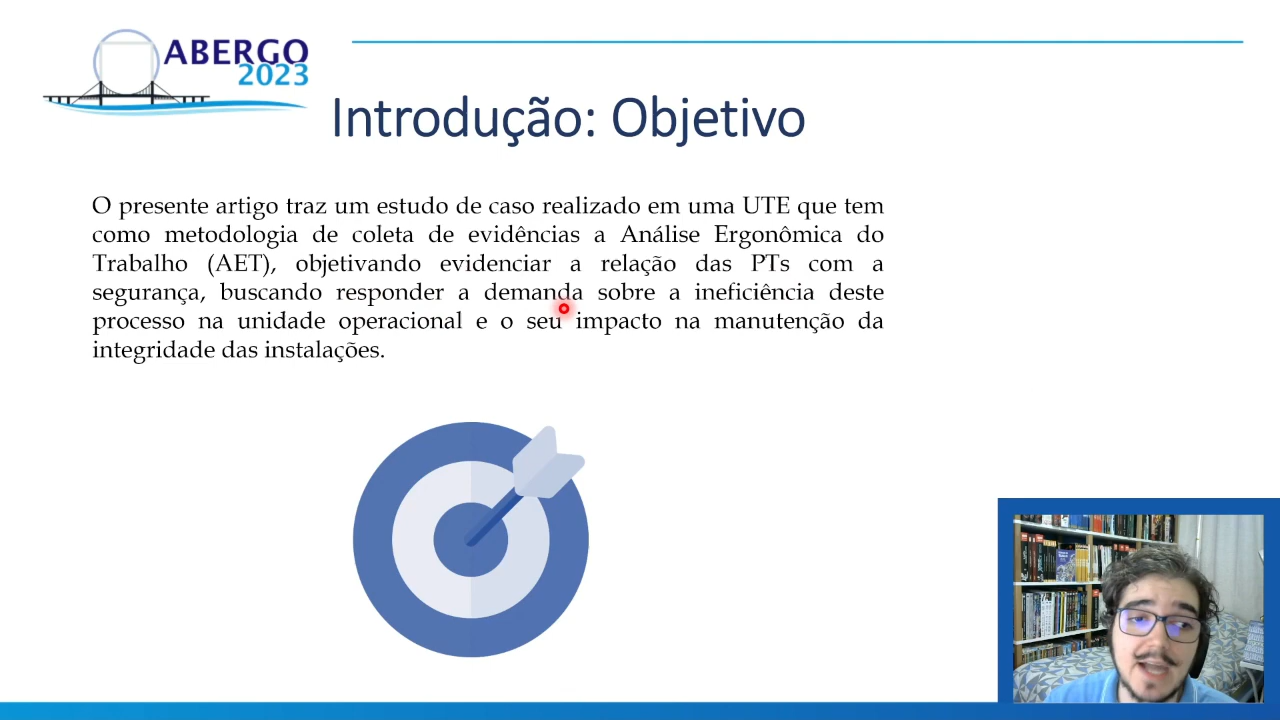 ABERGO
2023
Introdução: Objetivo
O presente artigo traz um estudo de caso realizado em uma UTE que tem
como metodologia de coleta de evidências a Análise Ergonômica do
Trabalho (AET), objetivando evidenciar a relação das PTs com a
segurança, buscando responder a demanda sobre a ineficiência deste
processo na unidade operacional e o seu impacto na manutenção da
integridade das instalações.